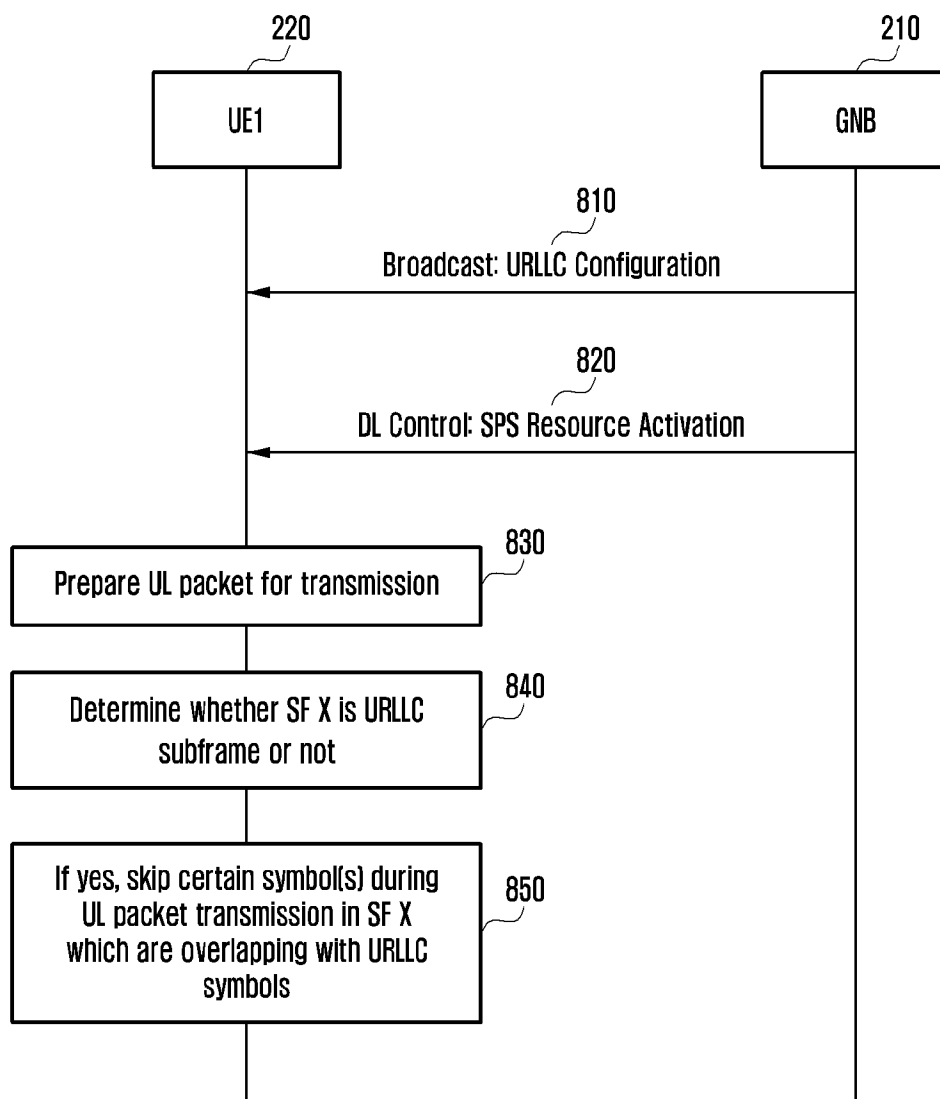 220
210
UE1
GNB
810
Broadcast: URLLC Configuration
820
DL Control: SPS Resource Activation
830
Prepare UL packet for transmission
840
Determine whether SF X is URLLC
subframe or not
850
If yes, skip certain symbol(s) during
UL packet transmission in SF X
which are overlapping with URLLC
symbols